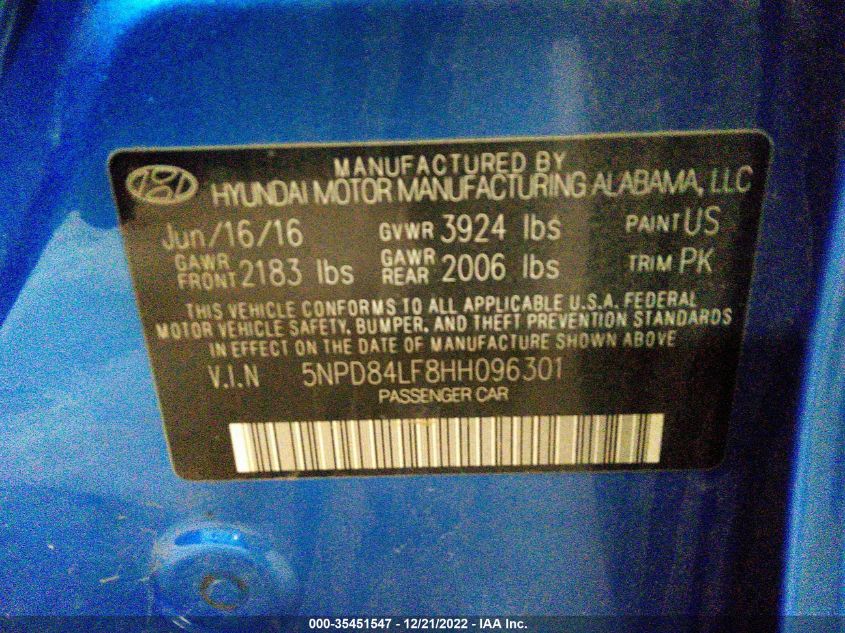 MANUFACTURED BY
HYUNDAI MOTOR MANUFACTURING ALABAMA, LLC
Jun/16/16 GVWR 3924 lbs PAINT US
GAWR FRONT 2183 lbs GAWR REAR 2006 lbs TRIM PK
THIS VEHICLE CONFORMS TO ALL APPLICABLE U.S.A. FEDERAL
MOTOR VEHICLE SAFETY, BUMPER, AND THEFT PREVENTION STANDARDS
IN EFFECT ON THE DATE OF MANUFACTURE SHOWN ABOVE
V.I.N 5NPD84LF8HH096301
PASSENGER CAR
000-35451547 - 12/21/2022 - IAA Inc.